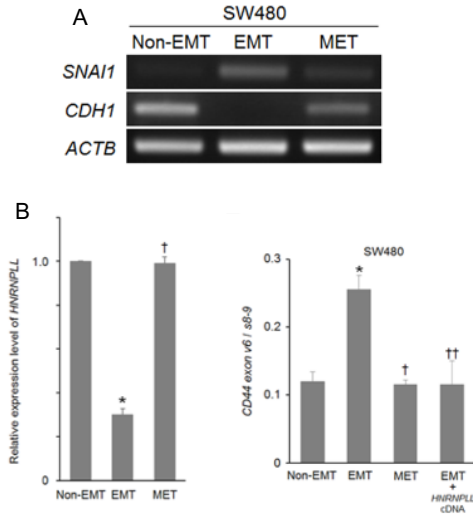 A
SW480
Non-EMT EMT MET
SNAI1
CDH1
ACTB
B
Relative expression level of HNRNPLL
1.0
0
†
*
Non-EMT EMT MET
SW480
CD44 exon v6 / s8-9
0.3
0.2
0.1
0
*
†
††
Non-EMT EMT MET EMT
+
HNRNPLL
cDNA